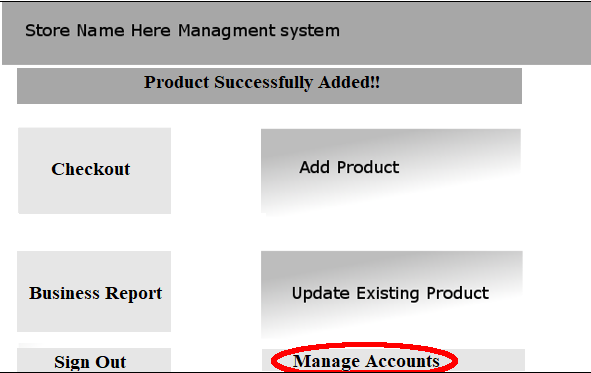 Store Name Here Managment system
Product Successfully Added!!
Checkout
Add Product
Business Report
Update Existing Product
Sign Out
Manage Accounts